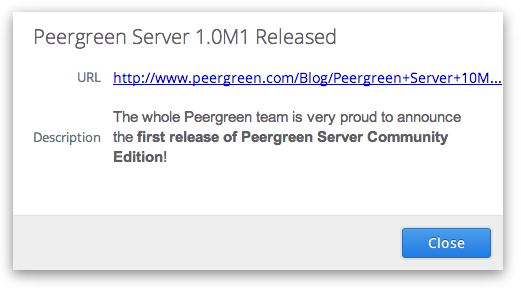 Peergreen Server 1.0M1 Released
URL http://www.peergreen.com/Blog/Peergreen+Server+10M...
The whole Peergreen team is very proud to announce
Description the first release of Peergreen Server Community
Edition!
Close